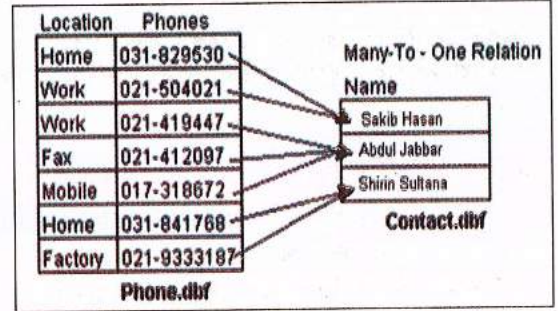 Location Phones
Home 031-829530
Work 021-504021
Work 021-419447
Fax 021-412097
Mobile 017-318672
Home 031-841768
Factory 021-9333187
Phone.dbf
Many-To - One Relation
Name
Sakib Hasan
Abdul Jabbar
Shirin Sultana
Contact.dbf